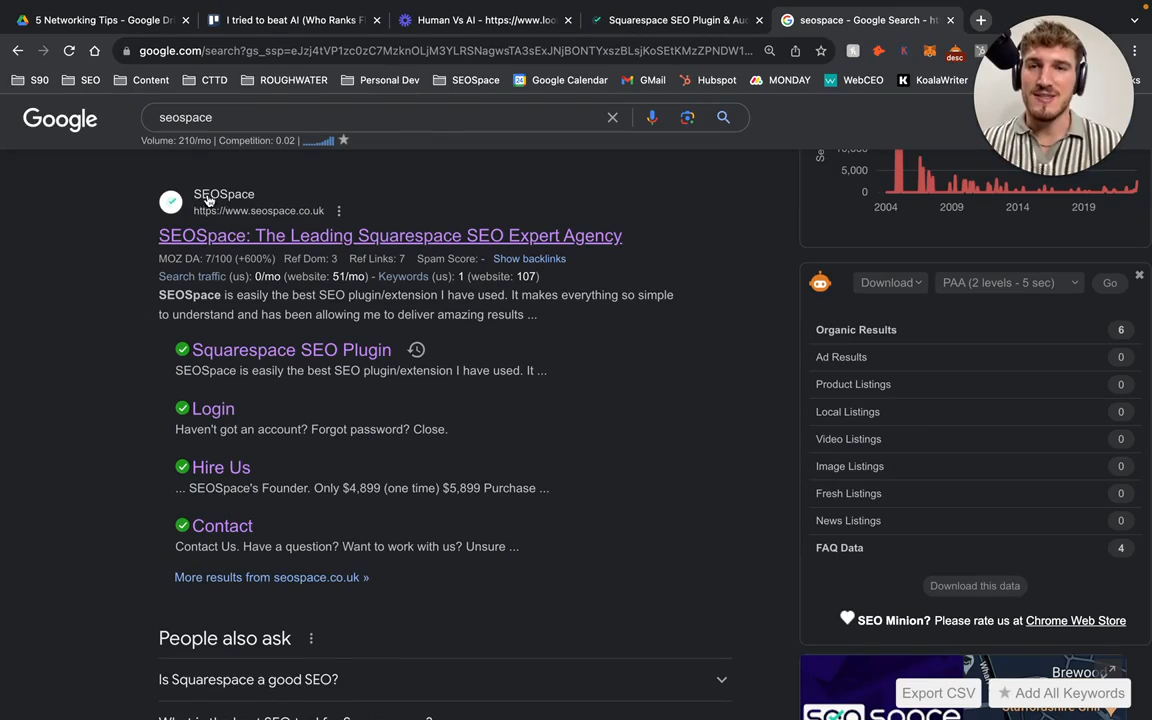 5 Networking Tips - Google Dri
I tried to beat AI (Who Ranks F
Human Vs AI - https://www.loo
Squarespace SEO Plugin & Aud
seospace - Google Search - ht
google.com/search?gs_ssp=eJzj4tVP1zc0zC7MzknOLjM3YLRSNagwsTA3sExJNjBONTYxszBLsjKoSEtKMzZPNDW1...
desc
S90
SEO
Content
CTTD
ROUGHWATER
Personal Dev
SEOSpace
Google Calendar
GMail
Hubspot
MONDAY
WebCEO
KoalaWriter
Google
seospace
Volume: 210/mo | Competition: 0.02 |
SEOSpace
https://www.seospace.co.uk
SEOSpace: The Leading Squarespace SEO Expert Agency
MOZ DA: 7/100 (+600%) Ref Dom: 3 Ref Links: 7 Spam Score: - Show backlinks
Search traffic (us): 0/mo (website: 51/mo) - Keywords (us): 1 (website: 107)
SEOSpace is easily the best SEO plugin/extension I have used. It makes everything so simple
to understand and has been allowing me to deliver amazing results ...
Squarespace SEO Plugin
SEOSpace is easily the best SEO plugin/extension I have used. It ...
Login
Haven't got an account? Forgot password? Close.
Hire Us
... SEOSpace's Founder. Only $4,899 (one time) $5,899 Purchase ...
Contact
Contact Us. Have a question? Want to work with us? Unsure ...
More results from seospace.co.uk »
People also ask
Is Squarespace a good SEO?
5,000
0
2004
2009
2014
2019
Download
PAA (2 levels - 5 sec)
Go
Organic Results 6
Ad Results 0
Product Listings 0
Local Listings 0
Video Listings 0
Image Listings 0
Fresh Listings 0
News Listings 0
FAQ Data 4
Download this data
SEO Minion? Please rate us at Chrome Web Store
Brewood
Export CSV
Add All Keywords